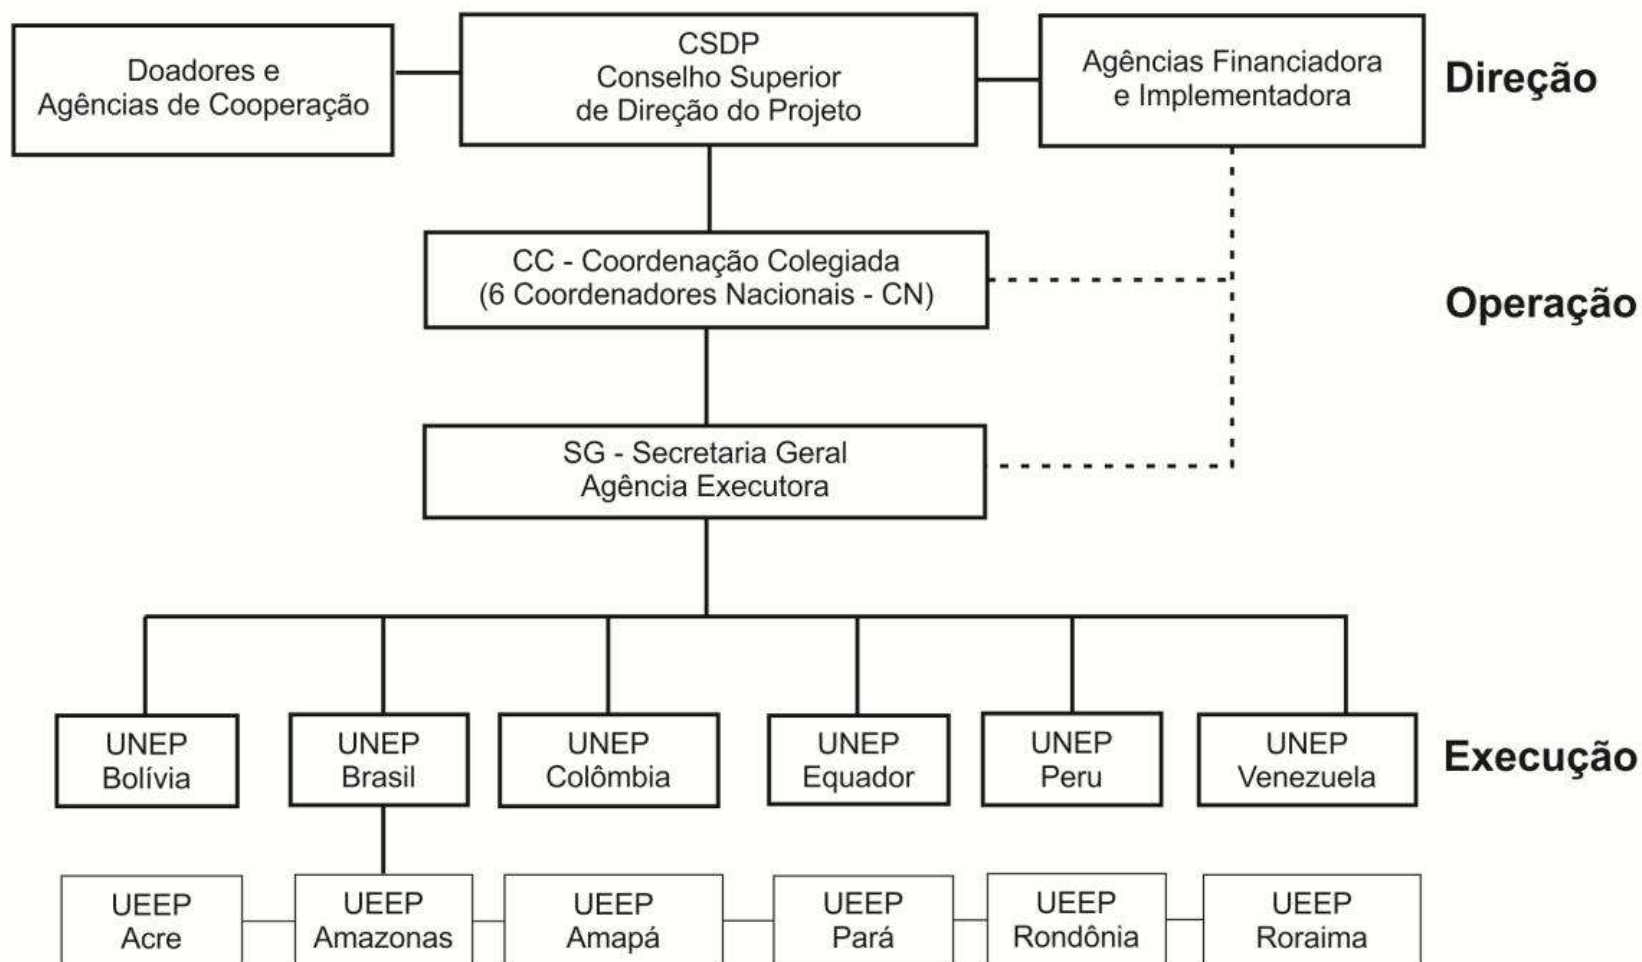 Doadores e
Agências de Cooperação
CSDP
Conselho Superior
de Direção do Projeto
Agências Financiadora
e Implementadora
Direção
CC - Coordenação Colegiada
(6 Coordenadores Nacionais - CN)
Operação
SG - Secretaria Geral
Agência Executora
UNEP
Bolívia
UNEP
Brasil
UNEP
Colômbia
UNEP
Equador
UNEP
Peru
UNEP
Venezuela
Execução
UEEP
Acre
UEEP
Amazonas
UEEP
Amapá
UEEP
Pará
UEEP
Rondônia
UEEP
Roraima